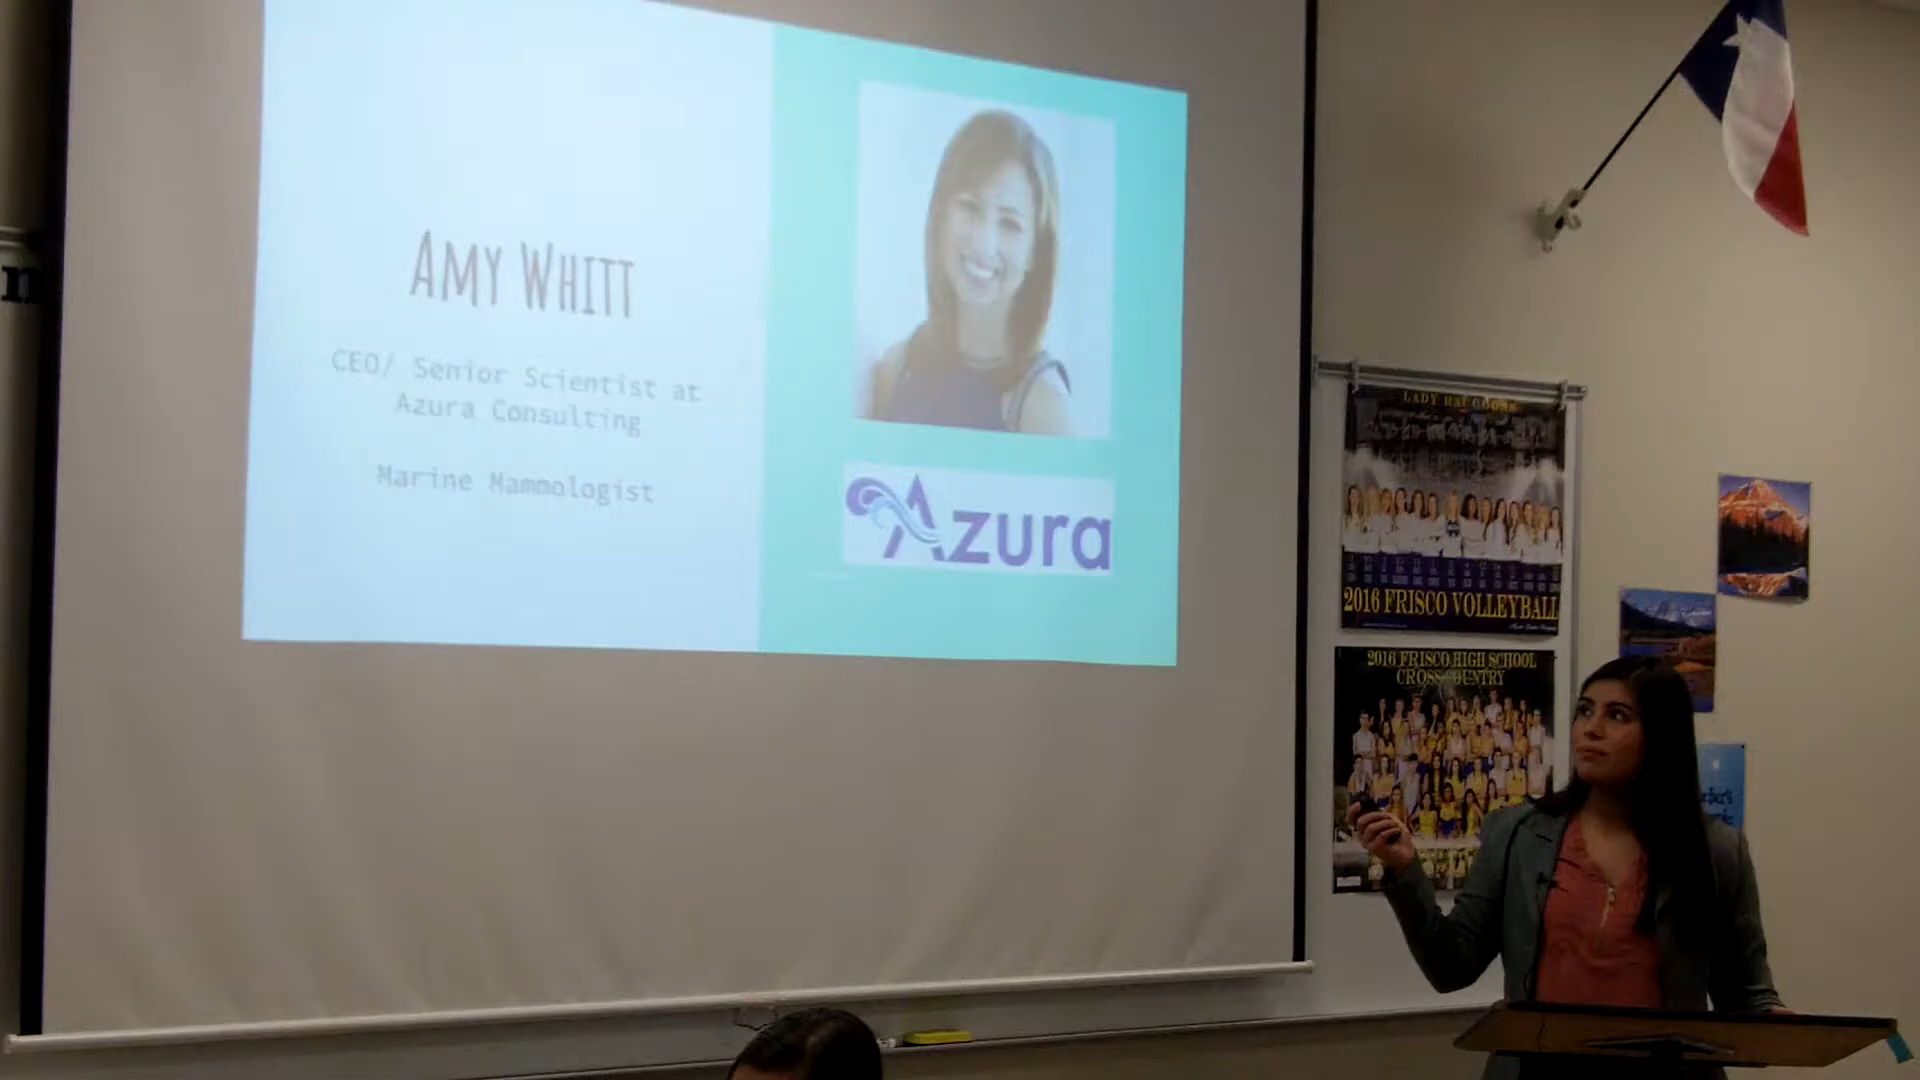 n
AMY WHITT
CEO/ Senior Scientist at
Azura Consulting
Marine Mammologist
Azura
LADY RACCOONS
2016 FRISCO VOLLEYBALL
2016 FRISCO HIGH SCHOOL
CROSS COUNTRY